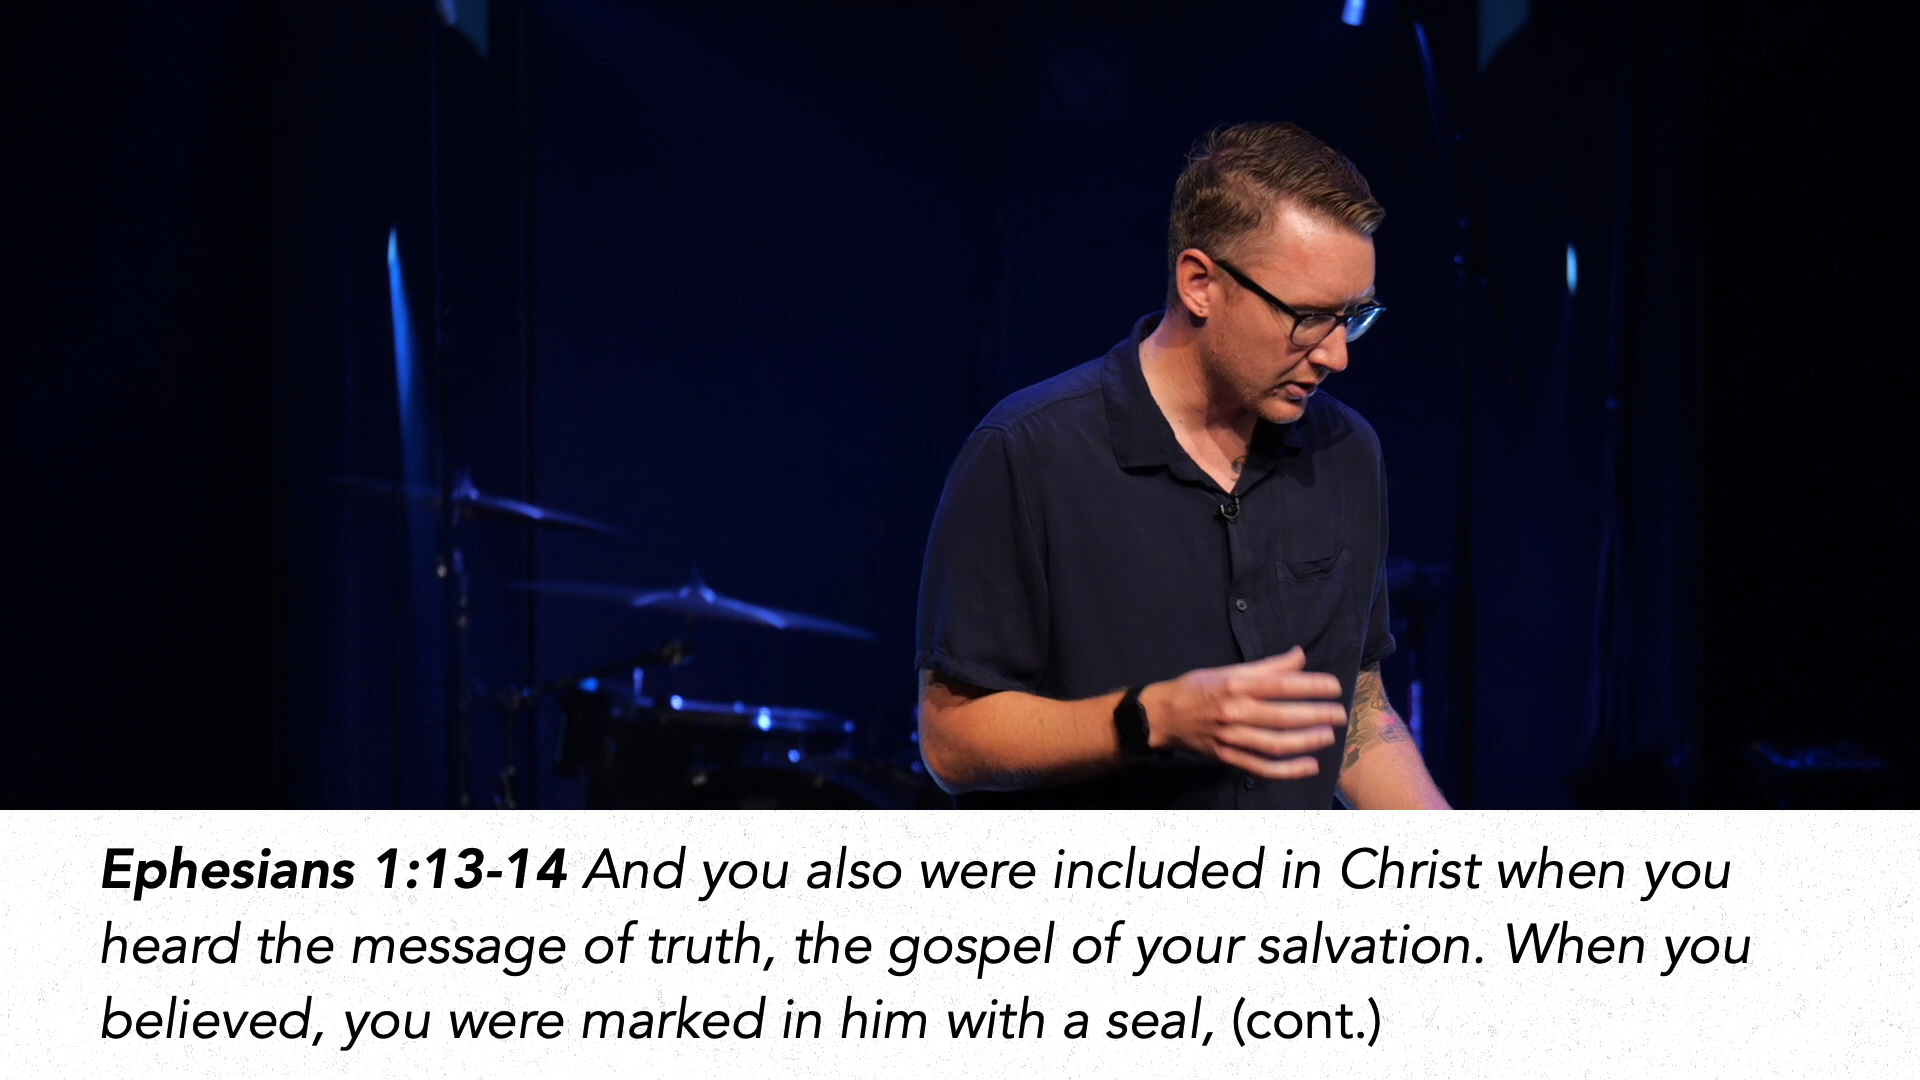 Ephesians 1:13-14 And you also were included in Christ when you
heard the message of truth, the gospel of your salvation. When you
believed, you were marked in him with a seal, (cont.)